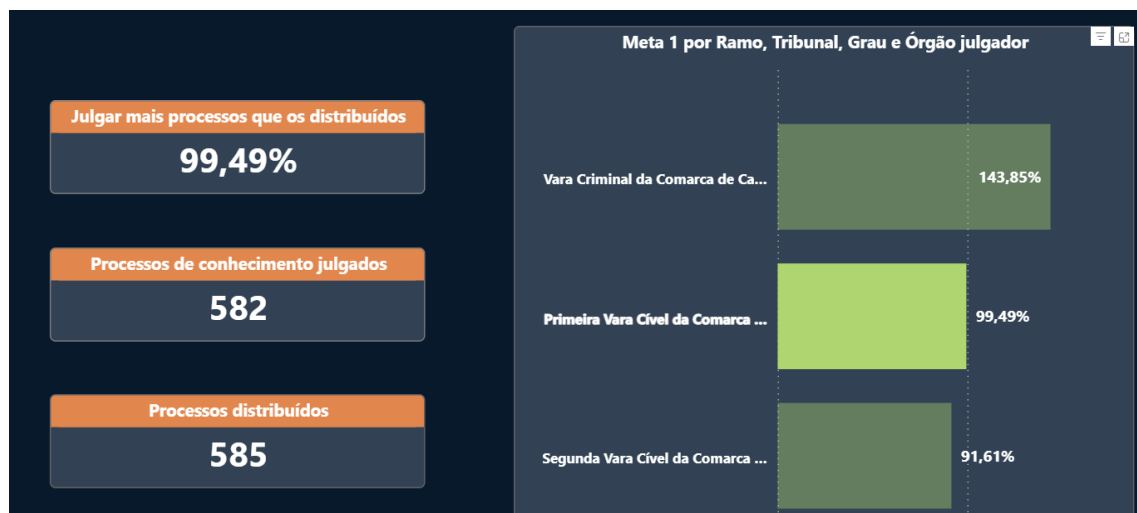 Julgar mais processos que os distribuídos
99,49%
Processos de conhecimento julgados
582
Processos distribuídos
585
Meta 1 por Ramo, Tribunal, Grau e Órgão julgador
Vara Criminal da Comarca de Ca...
143,85%
Primeira Vara Cível da Comarca ...
99,49%
Segunda Vara Cível da Comarca ...
91,61%